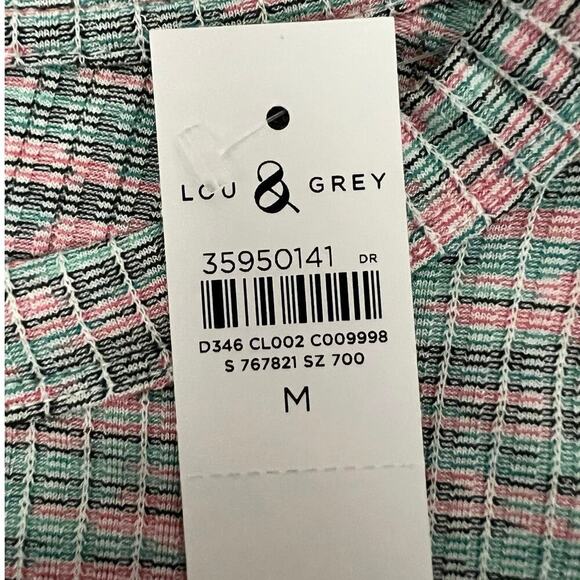 LOU & GREY
35950141 DR
D346 CL002 C009998
S 767821 SZ 700
M